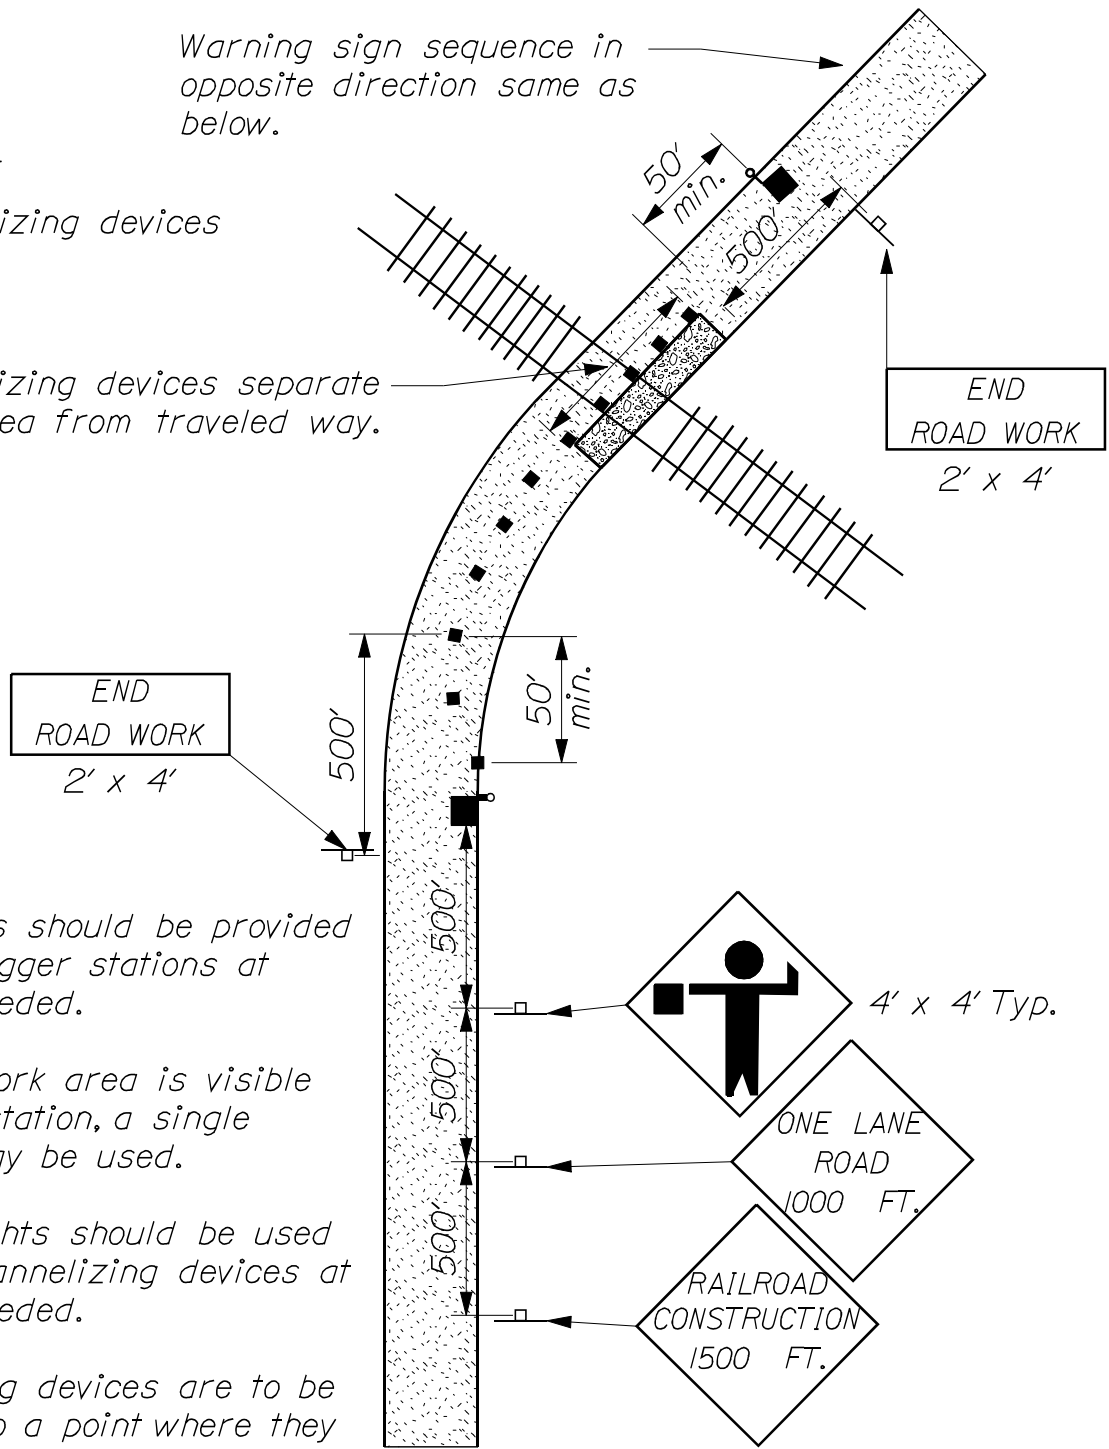 Warning sign sequence in
opposite direction same as
below.
50'
min.
500'
izing devices
izing devices separate
ea from traveled way.
END
ROAD WORK
2' x 4'
END
ROAD WORK
2' x 4'
500'
50'
min.
s should be provided
gger stations at
eded.
500'
4' x 4' Typ.
ork area is visible
station, a single
ay be used.
500'
ONE LANE
ROAD
1000 FT.
hts should be used
annelizing devices at
eded.
500'
RAILROAD
CONSTRUCTION
1500 FT.
g devices are to be
o a point where they